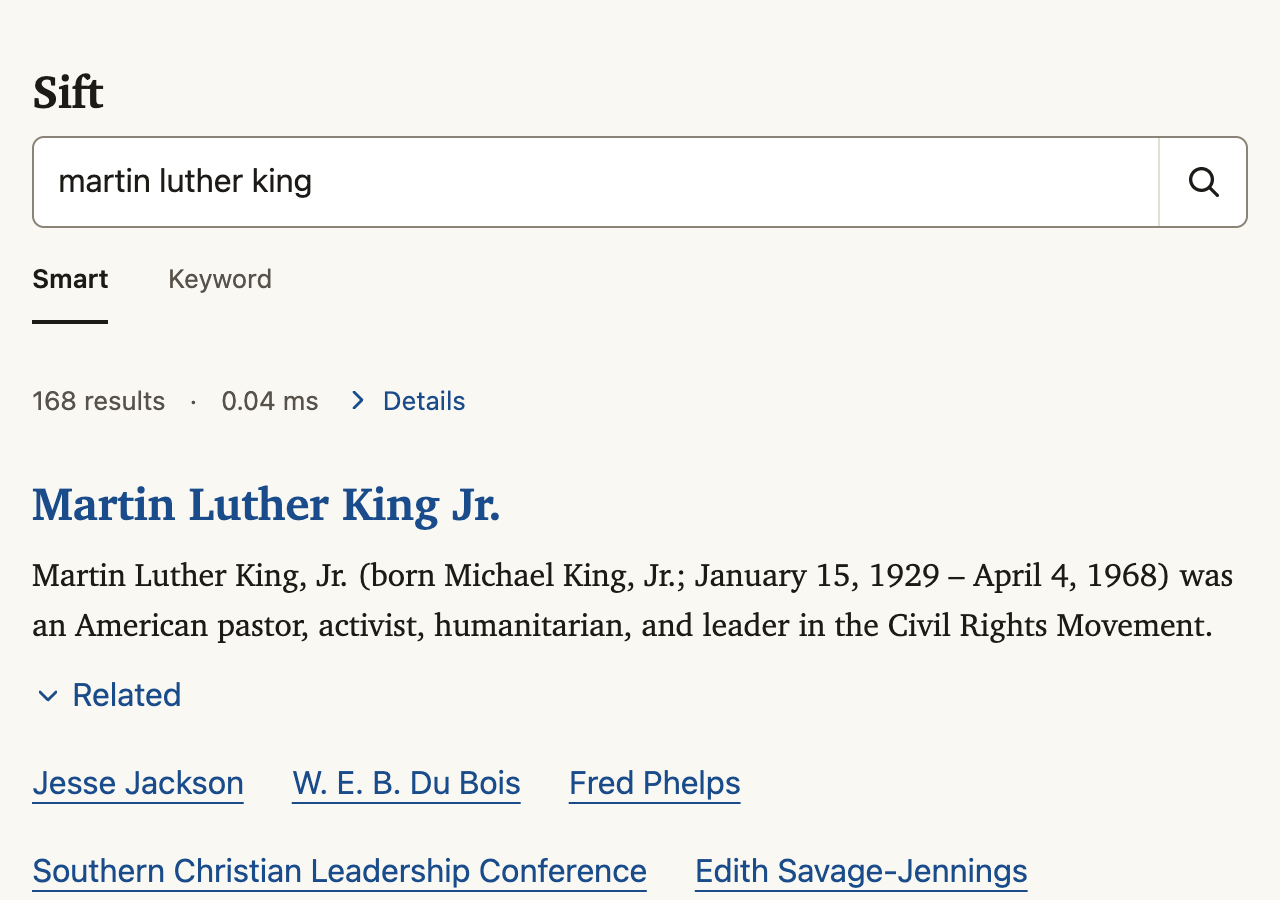 Sift
martin luther king
Smart Keyword
168 results · 0.04 ms Details
Martin Luther King Jr.
Martin Luther King, Jr. (born Michael King, Jr.; January 15, 1929 – April 4, 1968) was
an American pastor, activist, humanitarian, and leader in the Civil Rights Movement.
Related
Jesse Jackson W. E. B. Du Bois Fred Phelps
Southern Christian Leadership Conference Edith Savage-Jennings